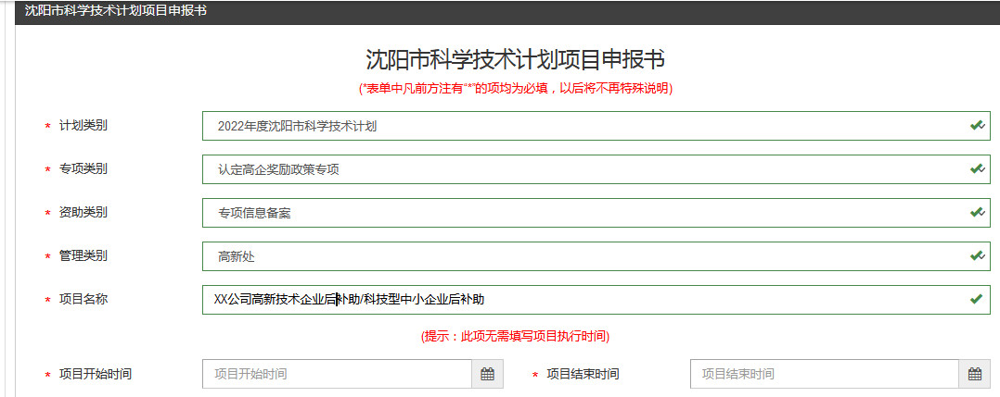 沈阳市科学技术计划项目申报书
沈阳市科学技术计划项目申报书
(*表单中凡前方注有“*”的项均为必填，以后将不再特殊说明)
* 计划类别 2022年度沈阳市科学技术计划
* 专项类别 认定高企奖励政策专项
* 资助类别 专项信息备案
* 管理类别 高新处
* 项目名称 XX公司高新技术企业后补助/科技型中小企业后补助
(提示：此项无需填写项目执行时间)
* 项目开始时间 项目开始时间 * 项目结束时间 项目结束时间